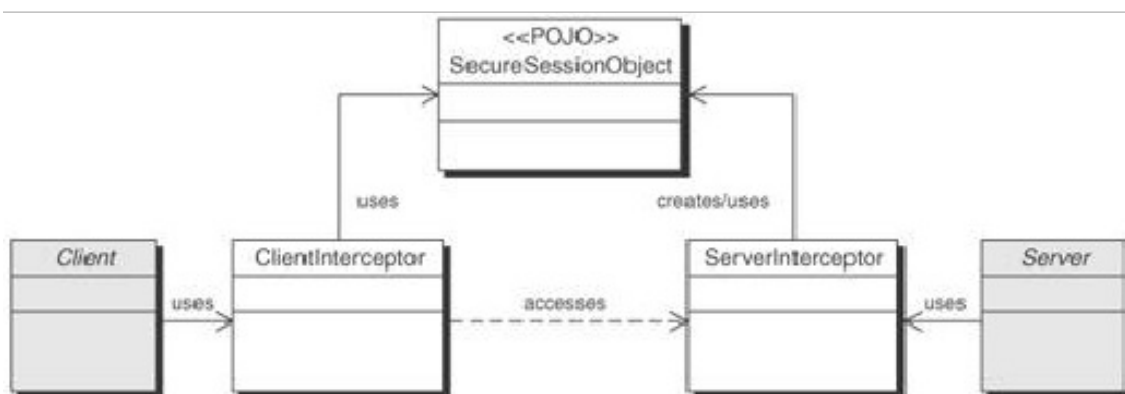 <<POJO>>
SecureSessionObject
uses
creates/uses
Client
ClientInterceptor
ServerInterceptor
Server
uses
accesses
uses